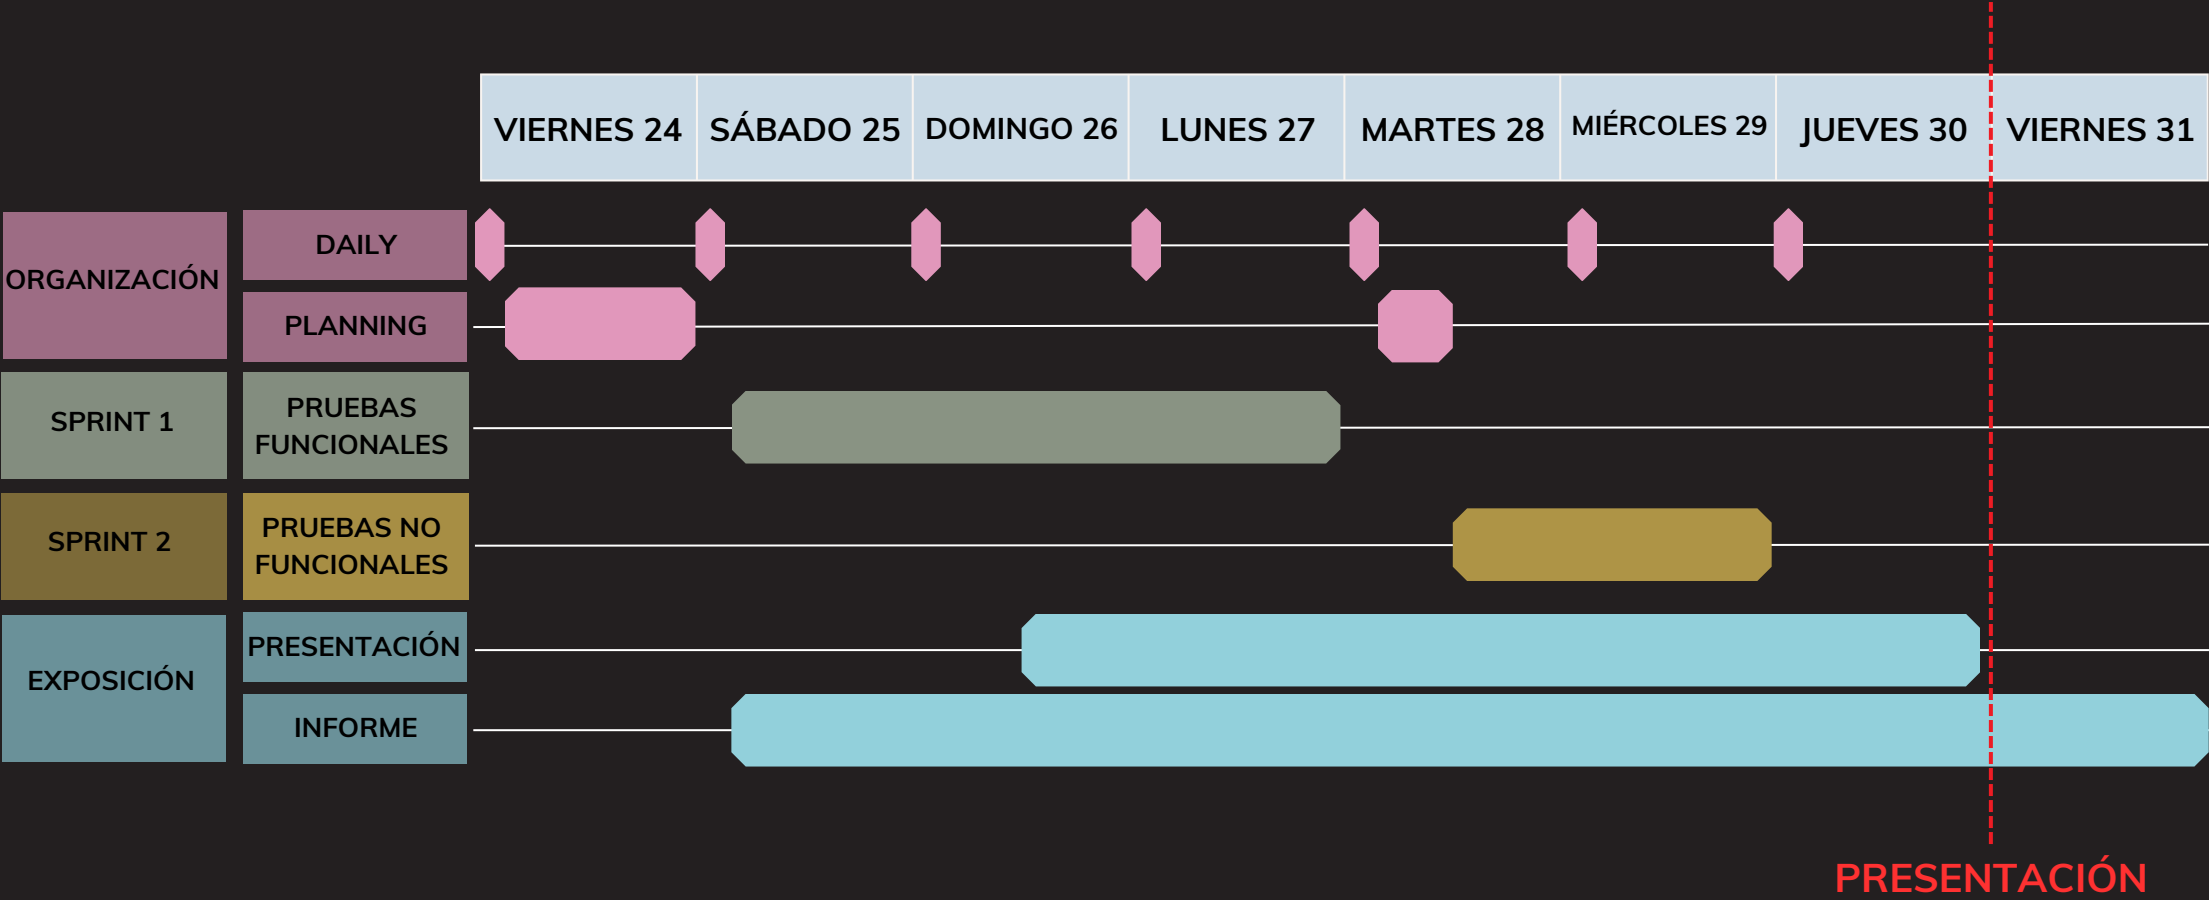 VIERNES 24
SÁBADO 25
DOMINGO 26
LUNES 27
MARTES 28
MIÉRCOLES 29
JUEVES 30
VIERNES 31
ORGANIZACIÓN
DAILY
PLANNING
SPRINT 1
PRUEBAS
FUNCIONALES
SPRINT 2
PRUEBAS NO
FUNCIONALES
EXPOSICIÓN
PRESENTACIÓN
INFORME
PRESENTACIÓN